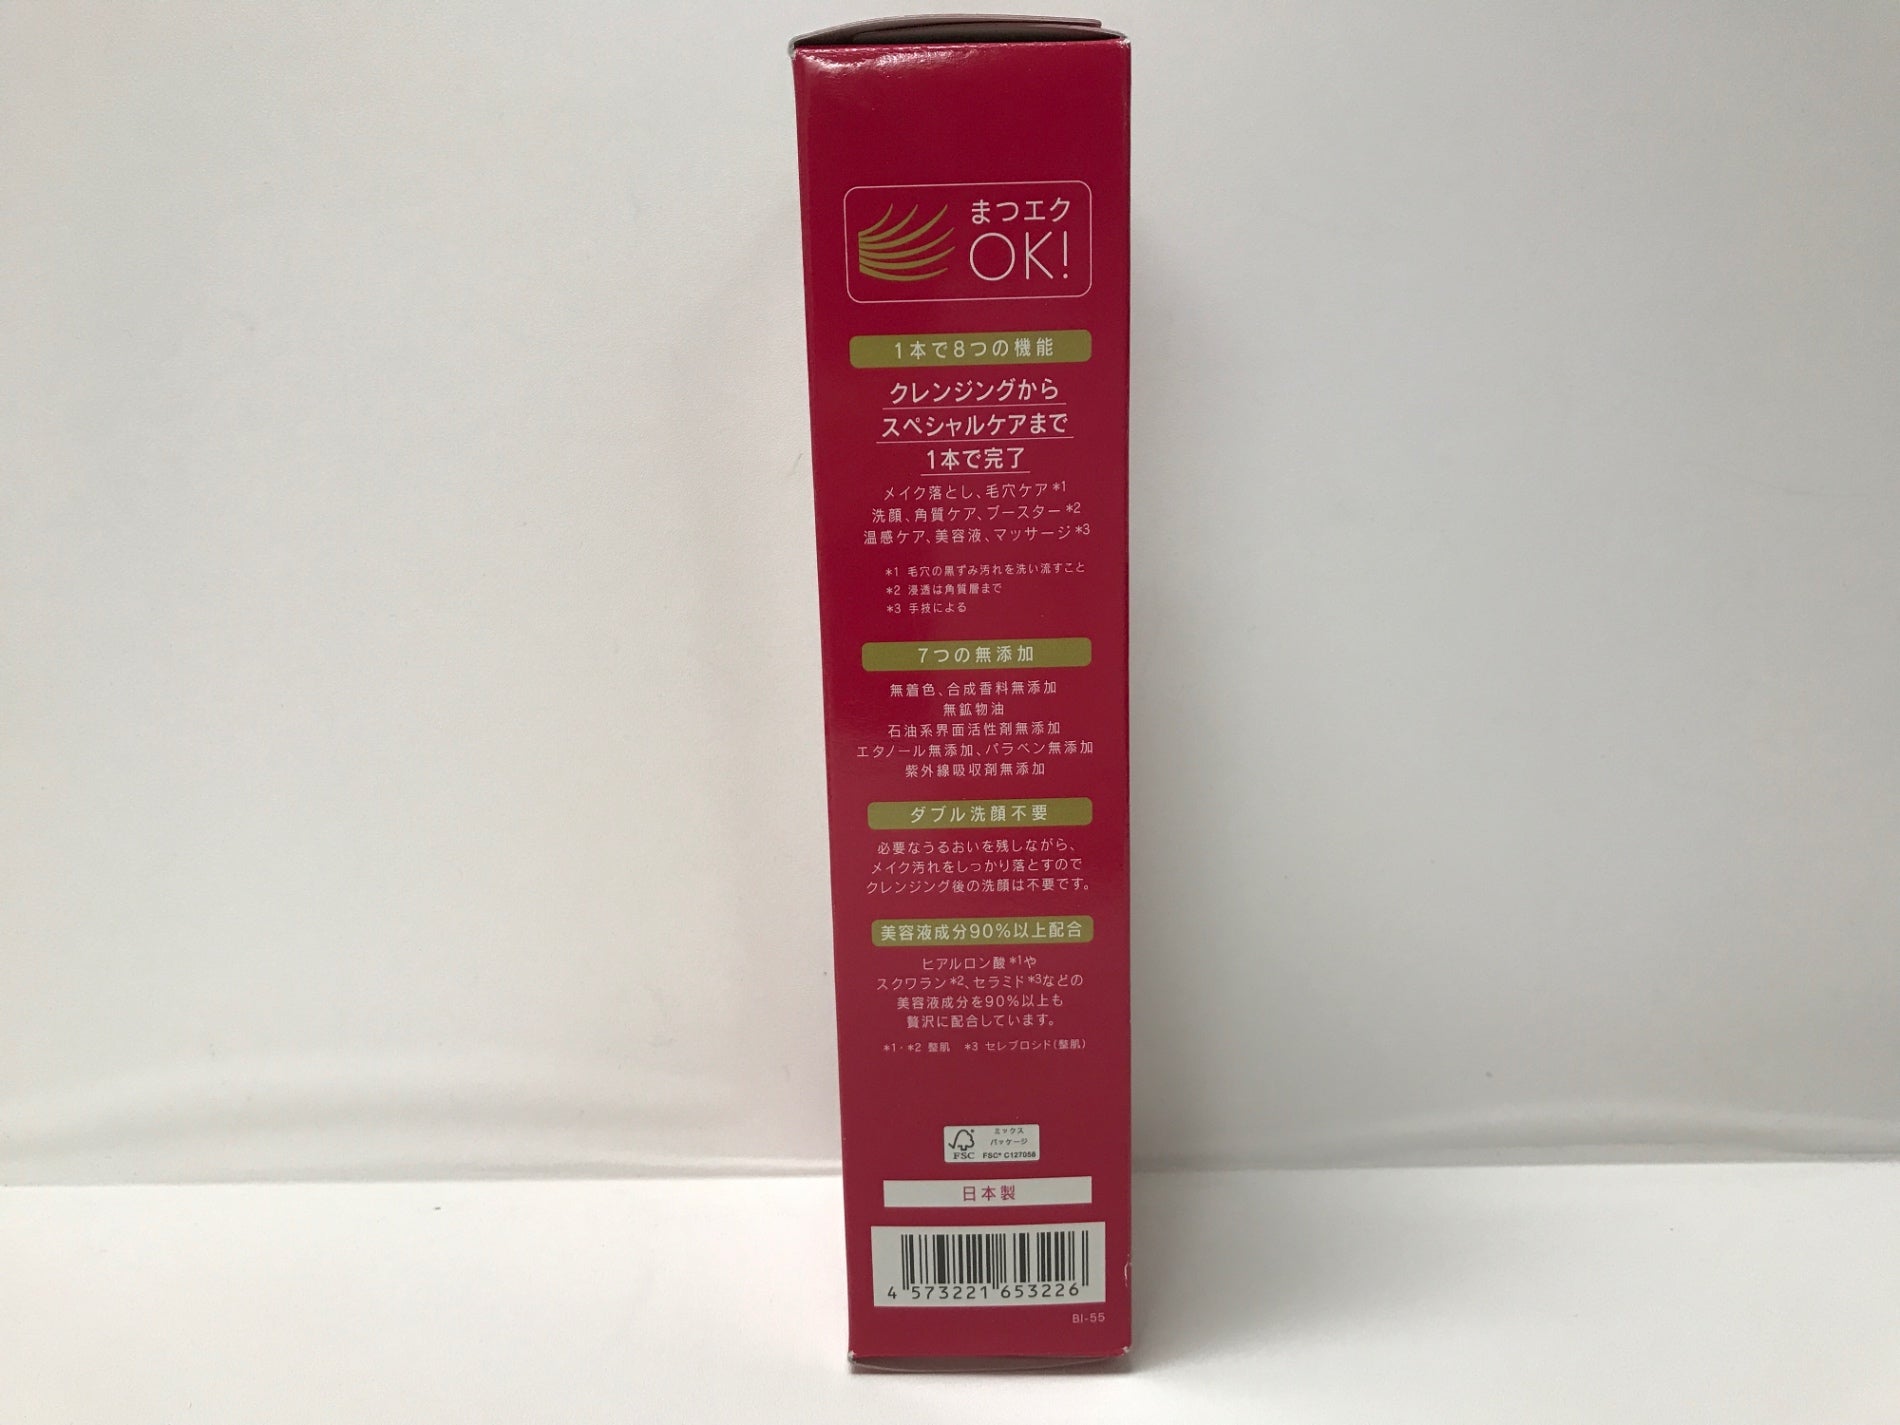 まつエク
OK!
1本で8つの機能
クレンジングから
スペシャルケアまで
1本で完了
メイク落とし、毛穴ケア*1
洗顔、角質ケア、ブースター*2
温感ケア、美容液、マッサージ*3
*1 毛穴の黒ずみ汚れを洗い流すこと
*2 浸透は角質層まで
*3 手技による
7つの無添加
無着色、合成香料無添加
無鉱物油
石油系界面活性剤無添加
エタノール無添加、パラベン無添加
紫外線吸収剤無添加
ダブル洗顔不要
必要なうるおいを残しながら、
メイク汚れをしっかり落とすので
クレンジング後の洗顔は不要です。
美容液成分90%以上配合
ヒアルロン酸*1や
スクワラン*2、セラミド*3などの
美容液成分を90%以上も
贅沢に配合しています。
*1・*2 整肌 *3 セレブロシド(整肌)
ミックス
パッケージ
FSC FSC® C127056
日本製
4 573221 653226
BI-55